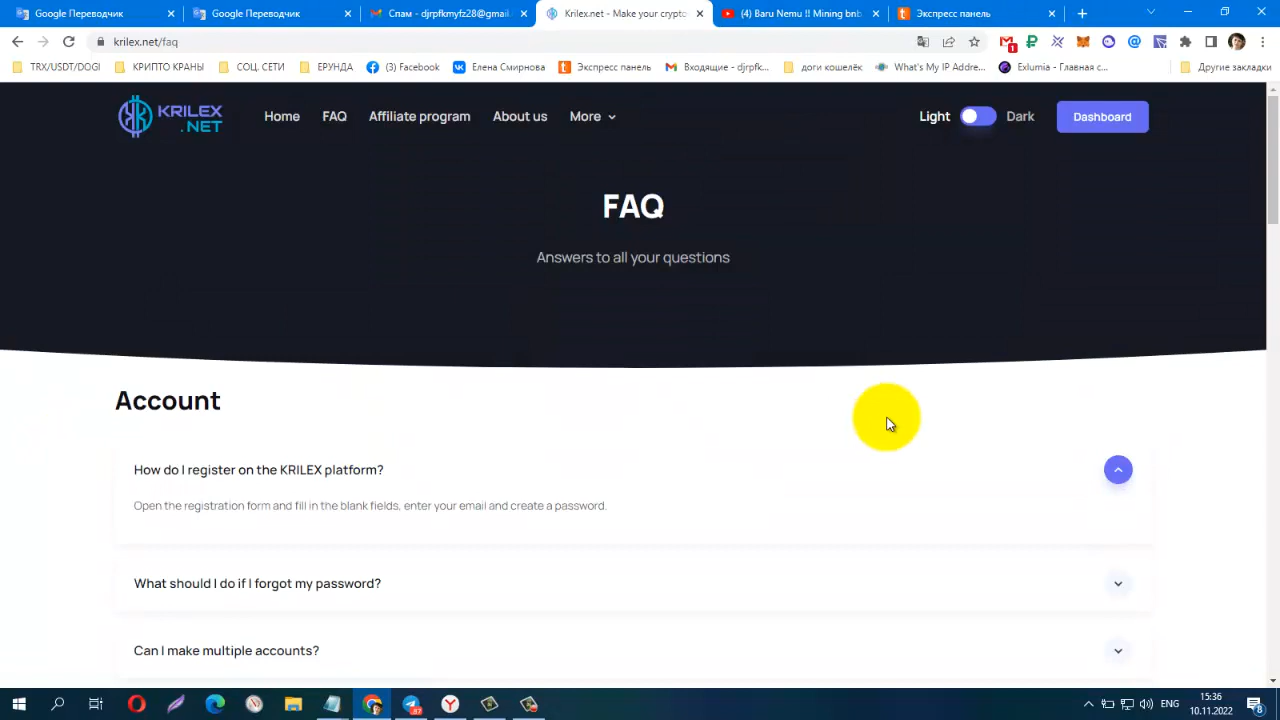 Google Переводчик
Google Переводчик
Спам - djrpfkmyfz28@gmail.
Krilex.net - Make your crypto
(4) Baru Nemu !! Mining bnb
Экспресс панель
krilex.net/faq
1
TRX/USDT/DOGI
КРИПТО КРАНЫ
СОЦ. СЕТИ
ЕРУНДА
(3) Facebook
Елена Смирнова
Экспресс панель
Входящие - djrpfk...
доги кошелёк
What's My IP Addre...
Exlumia - Главная с...
Другие закладки
KRILEX
.NET
Home
FAQ
Affiliate program
About us
More
Light
Dark
Dashboard
FAQ
Answers to all your questions
Account
How do I register on the KRILEX platform?
Open the registration form and fill in the blank fields, enter your email and create a password.
What should I do if I forgot my password?
Can I make multiple accounts?
ENG
15:36
10.11.2022